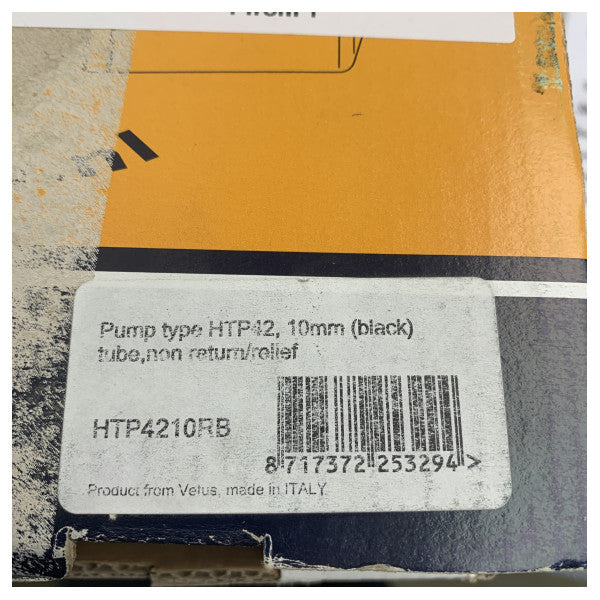 Pump type HTP42, 10mm (black)
tube,non return/relief
HTP4210RB
8 717372 253294 >
Product from Vetus, made in ITALY